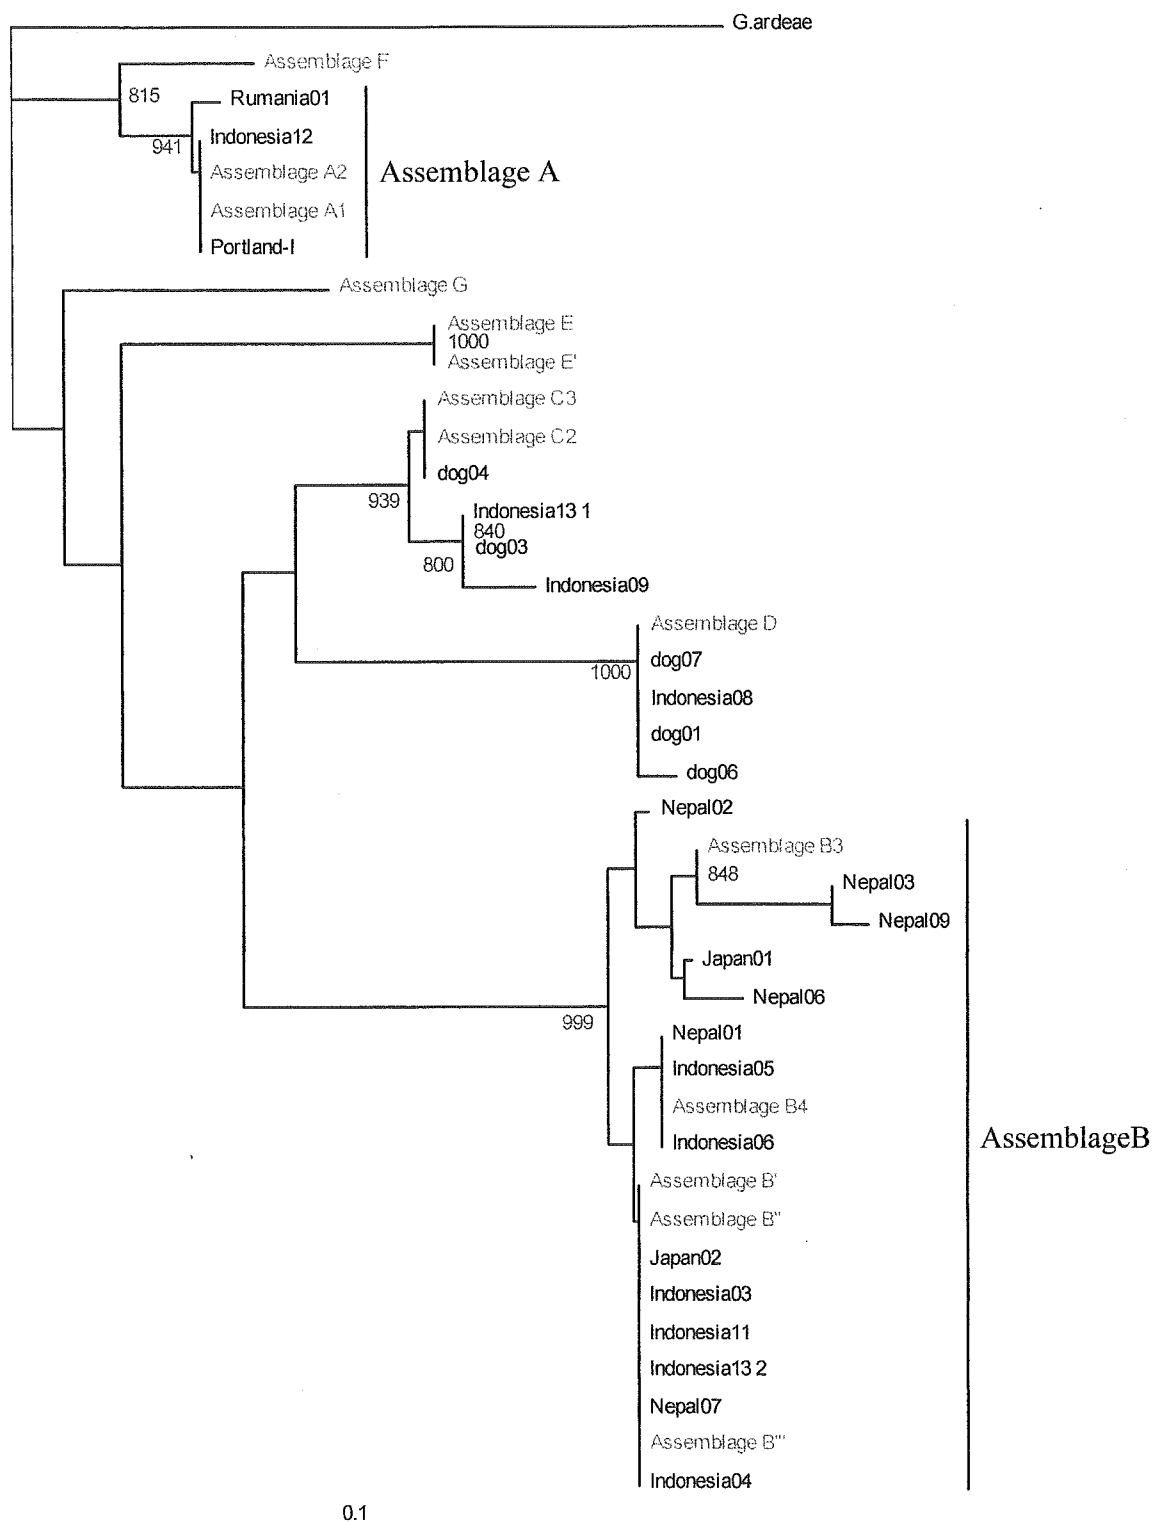 G.ardeae
Assemblage F
815
Rumania01
Indonesia12
941
Assemblage A2
Assemblage A
Assemblage A1
Portland-I
Assemblage G
Assemblage E
1000
Assemblage E'
Assemblage C3
Assemblage C2
dog04
939
Indonesia13 1
840
dog03
800
Indonesia09
Assemblage D
dog07
1000
Indonesia08
dog01
dog06
Nepal02
Assemblage B3
848
Nepal03
Nepal09
Japan01
Nepal06
999
Nepal01
Indonesia05
Assemblage B4
AssemblageB
Indonesia06
Assemblage B'
Assemblage B''
Japan02
Indonesia03
Indonesia11
Indonesia13 2
Nepal07
Assemblage B'''
Indonesia04
0.1